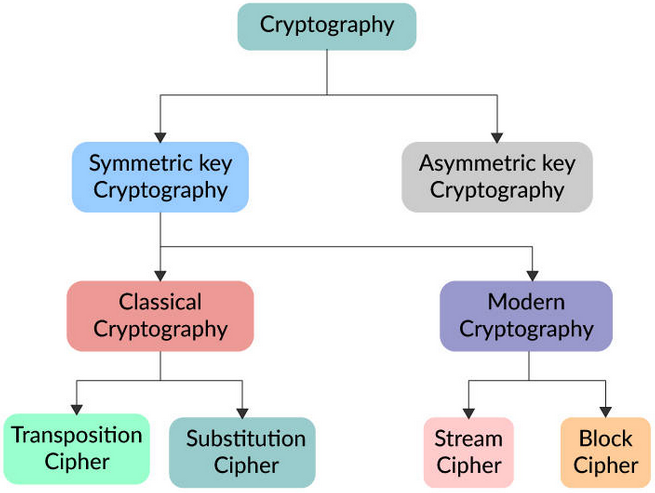 Cryptography
Symmetric key
Cryptography
Asymmetric key
Cryptography
Classical
Cryptography
Modern
Cryptography
Transposition
Cipher
Substitution
Cipher
Stream
Cipher
Block
Cipher